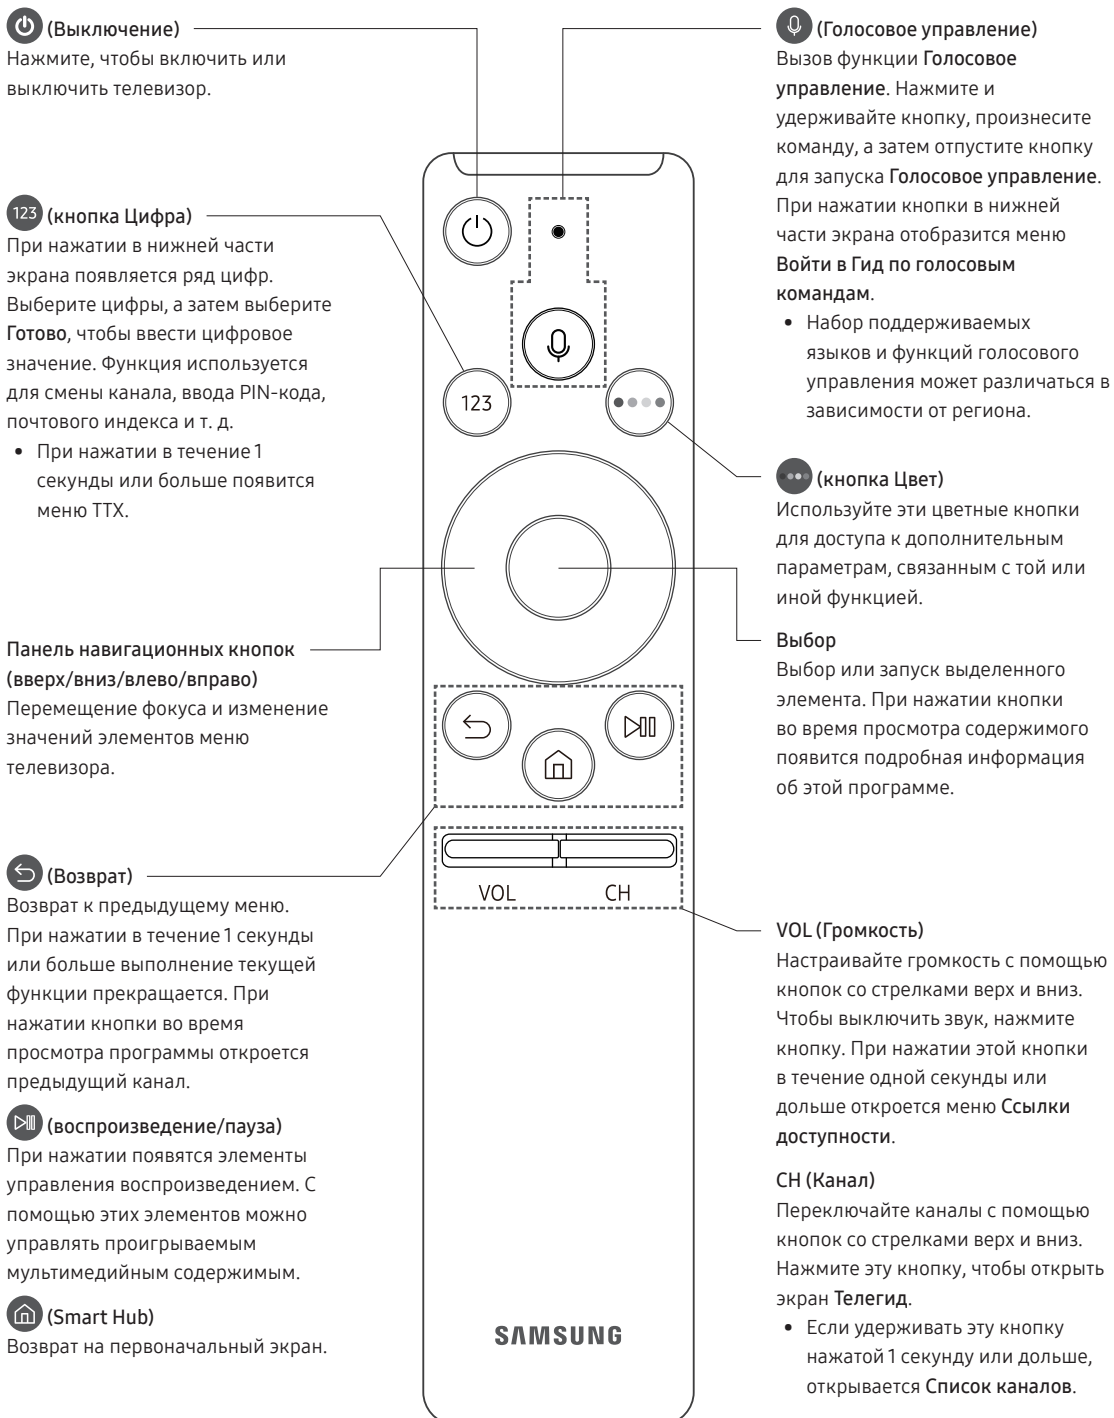 (Выключение)
Нажмите, чтобы включить или
выключить телевизор.
123 (кнопка Цифра)
При нажатии в нижней части
экрана появляется ряд цифр.
Выберите цифры, а затем выберите
Готово, чтобы ввести цифровое
значение. Функция используется
для смены канала, ввода PIN-кода,
почтового индекса и т. д.
• При нажатии в течение 1
секунды или больше появится
меню TTX.
Панель навигационных кнопок
(вверх/вниз/влево/вправо)
Перемещение фокуса и изменение
значений элементов меню
телевизора.
(Возврат)
Возврат к предыдущему меню.
При нажатии в течение 1 секунды
или больше выполнение текущей
функции прекращается. При
нажатии кнопки во время
просмотра программы откроется
предыдущий канал.
(воспроизведение/пауза)
При нажатии появятся элементы
управления воспроизведением. С
помощью этих элементов можно
управлять проигрываемым
мультимедийным содержимым.
(Smart Hub)
Возврат на первоначальный экран.
123
VOL
CH
SAMSUNG
(Голосовое управление)
Вызов функции Голосовое
управление. Нажмите и
удерживайте кнопку, произнесите
команду, а затем отпустите кнопку
для запуска Голосовое управление.
При нажатии кнопки в нижней
части экрана отобразится меню
Войти в Гид по голосовым
командам.
• Набор поддерживаемых
языков и функций голосового
управления может различаться в
зависимости от региона.
(кнопка Цвет)
Используйте эти цветные кнопки
для доступа к дополнительным
параметрам, связанным с той или
иной функцией.
Выбор
Выбор или запуск выделенного
элемента. При нажатии кнопки
во время просмотра содержимого
появится подробная информация
об этой программе.
VOL (Громкость)
Настраивайте громкость с помощью
кнопок со стрелками верх и вниз.
Чтобы выключить звук, нажмите
кнопку. При нажатии этой кнопки
в течение одной секунды или
дольше откроется меню Ссылки
доступности.
CH (Канал)
Переключайте каналы с помощью
кнопок со стрелками верх и вниз.
Нажмите эту кнопку, чтобы открыть
экран Телегид.
• Если удерживать эту кнопку
нажатой 1 секунду или дольше,
открывается Список каналов.